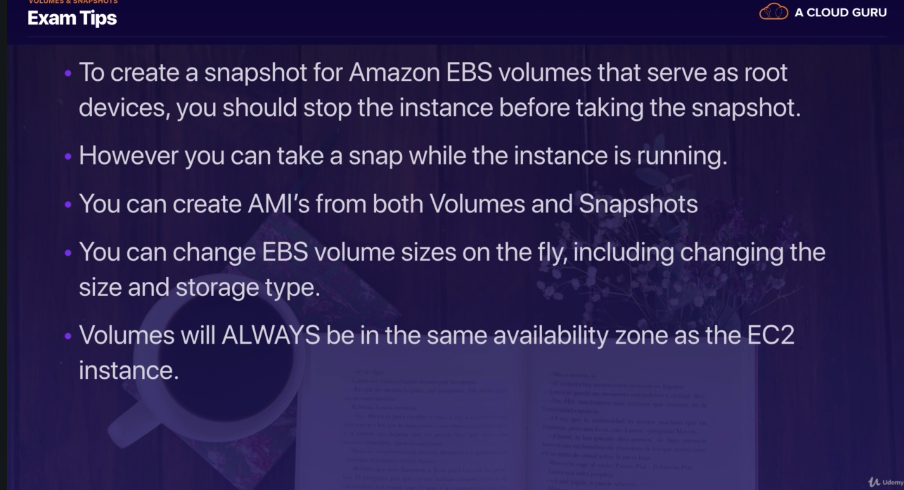 VOLUMES & SNAPSHOTS
Exam Tips
A CLOUD GURU
• To create a snapshot for Amazon EBS volumes that serve as root
devices, you should stop the instance before taking the snapshot.
• However you can take a snap while the instance is running.
• You can create AMI’s from both Volumes and Snapshots
• You can change EBS volume sizes on the fly, including changing the
size and storage type.
• Volumes will ALWAYS be in the same availability zone as the EC2
instance.
Udemy